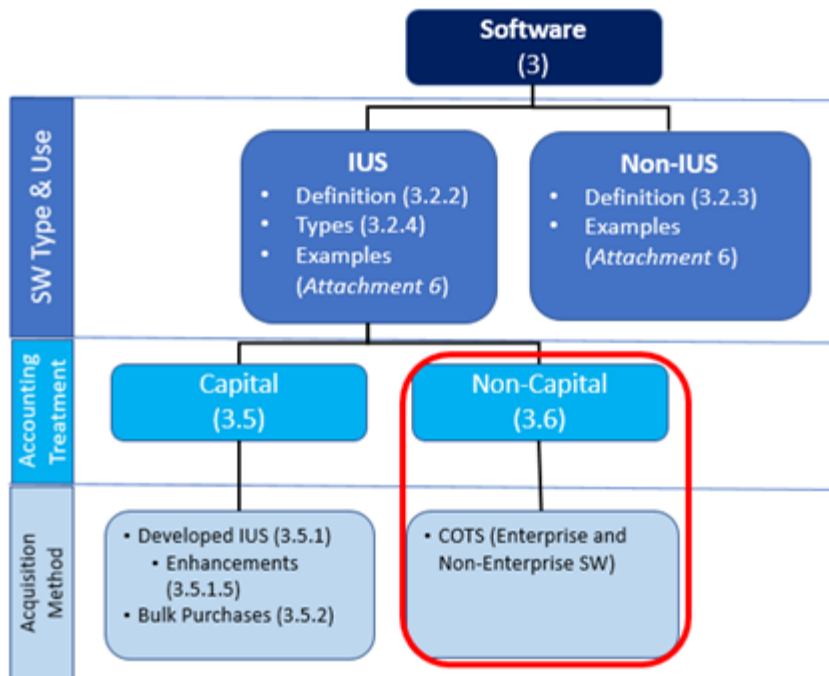 Software
(3)
SW Type & Use
IUS
• Definition (3.2.2)
• Types (3.2.4)
• Examples
(Attachment 6)
Non-IUS
• Definition (3.2.3)
• Examples
(Attachment 6)
Accounting
Treatment
Capital
(3.5)
Non-Capital
(3.6)
Acquisition
Method
▪ Developed IUS (3.5.1)
▪ Enhancements
(3.5.1.5)
▪ Bulk Purchases (3.5.2)
▪ COTS (Enterprise and
Non-Enterprise SW)